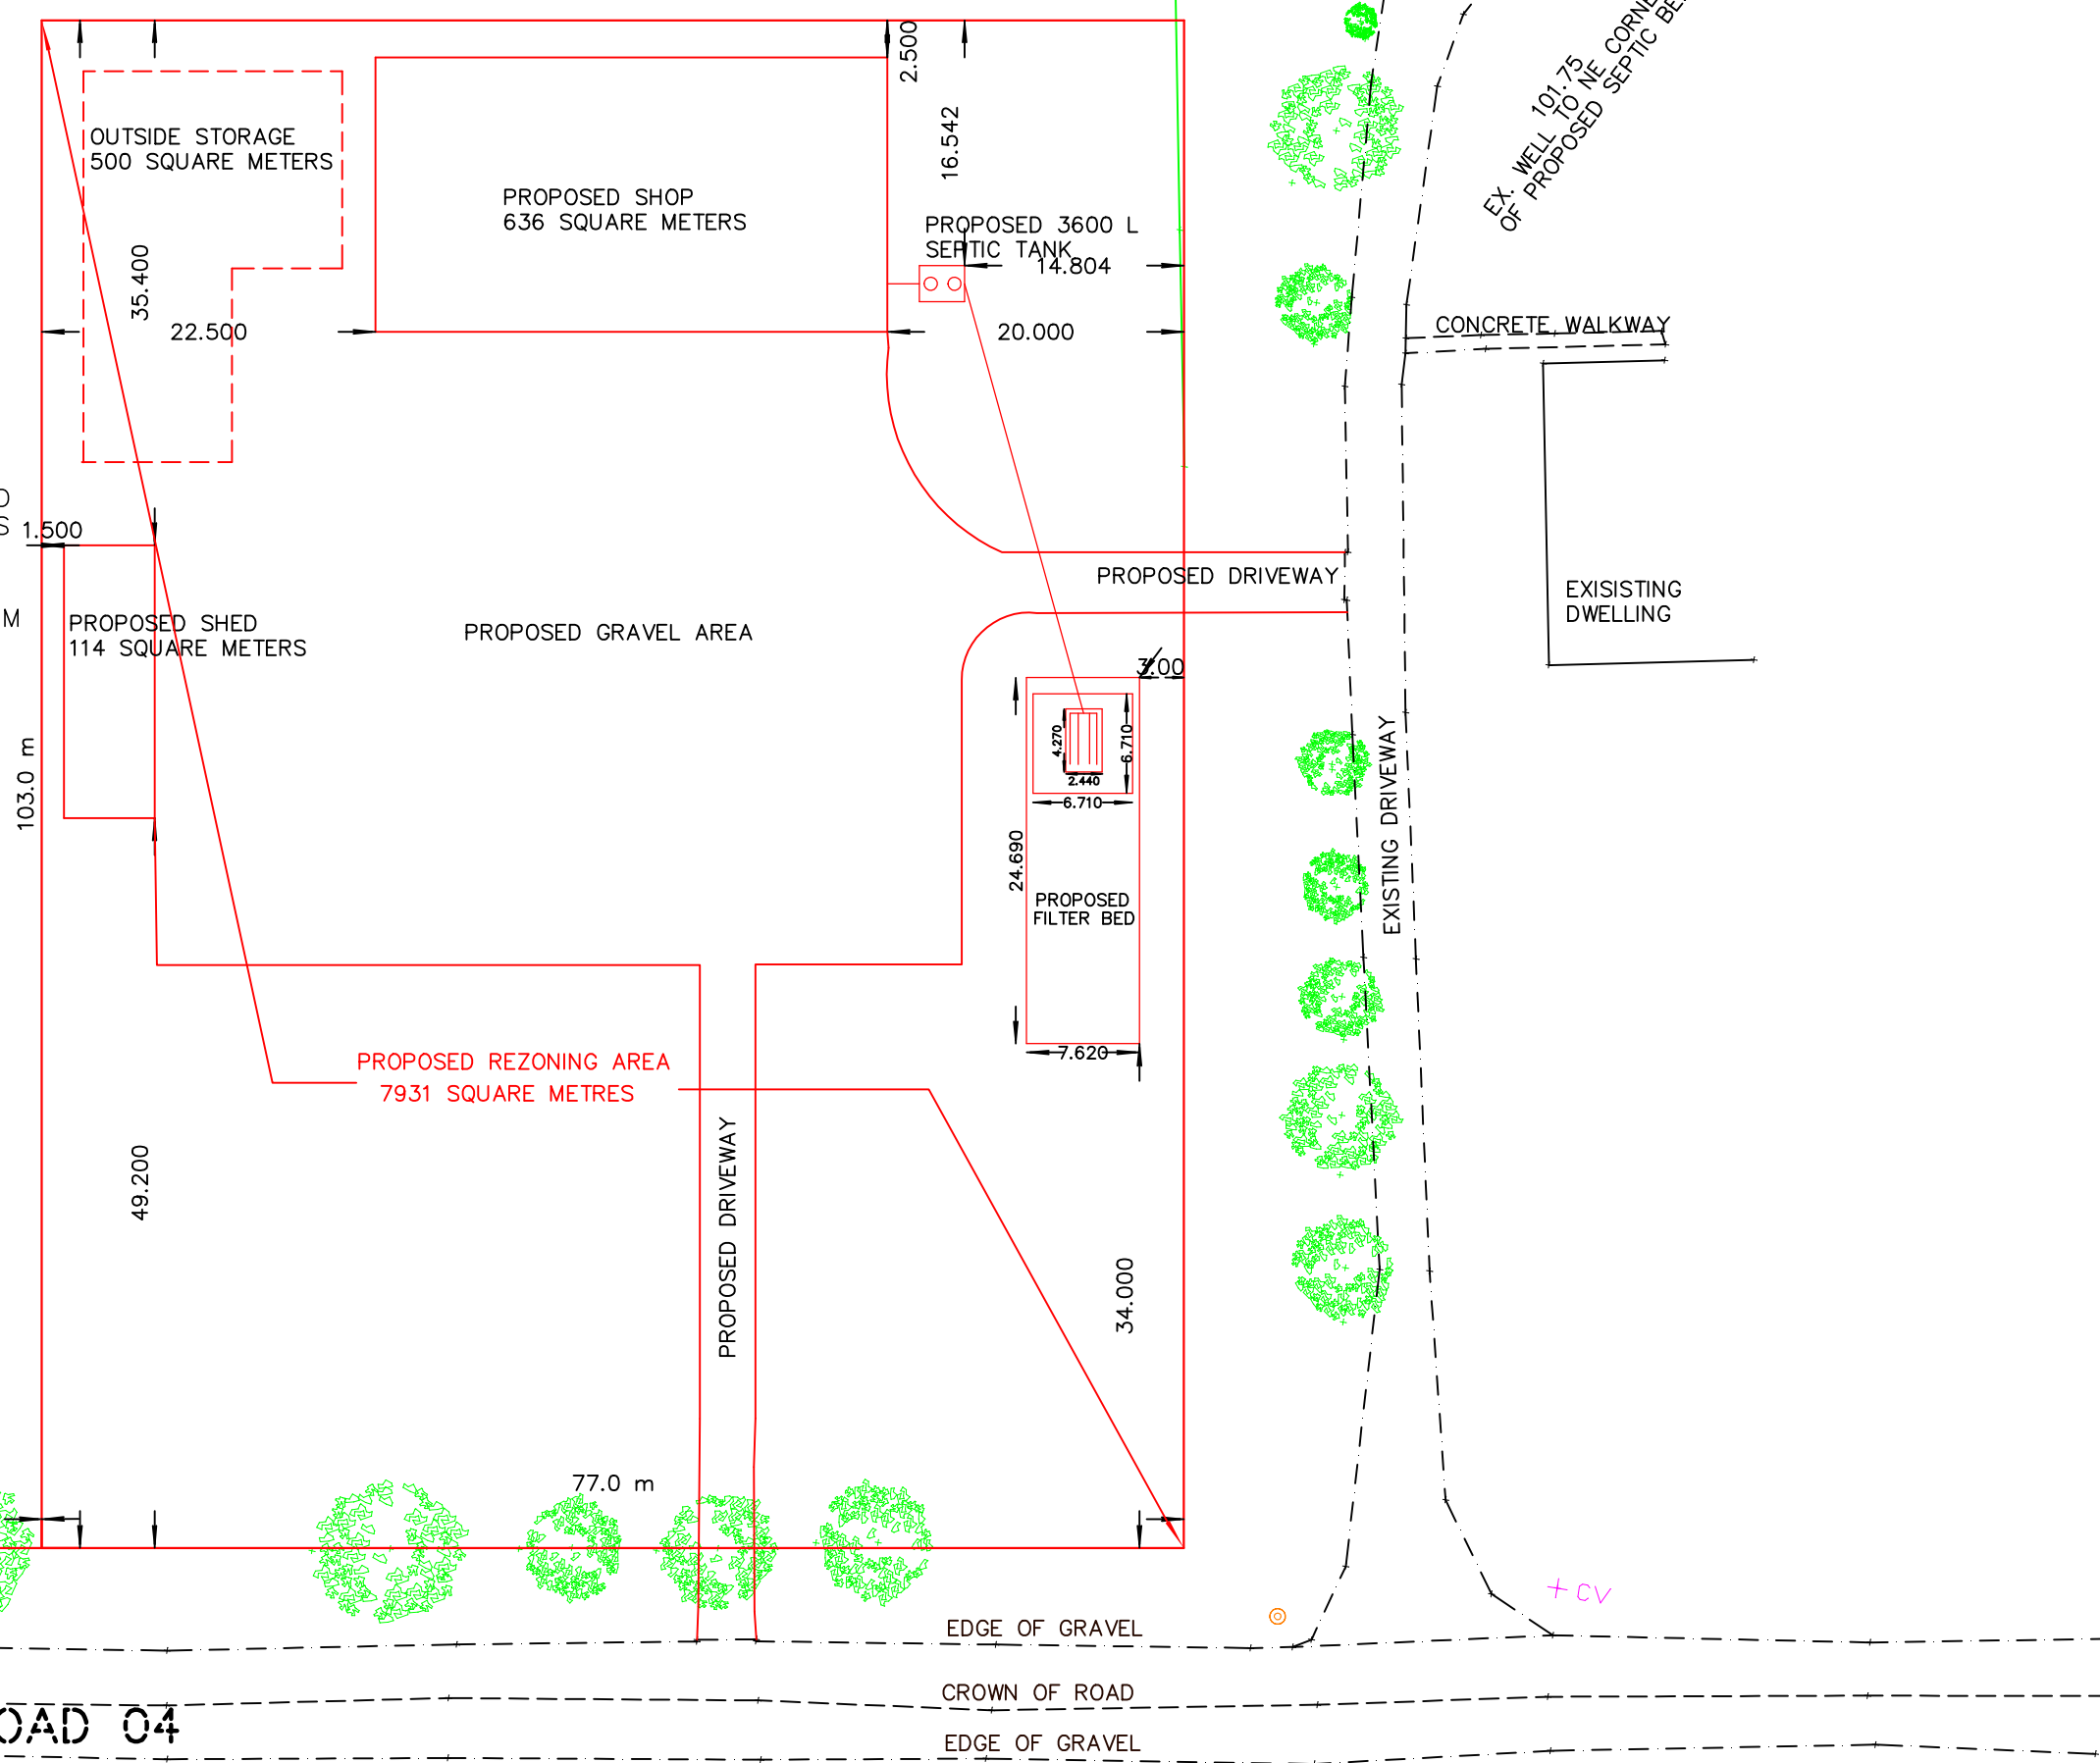 2.500
101.75
EX. WELL TO NE CORNE
OF PROPOSED SEPTIC BE
OUTSIDE STORAGE
500 SQUARE METERS
16.542
PROPOSED SHOP
636 SQUARE METERS
PROPOSED 3600 L
SEPTIC TANK
14.804
35.400
22.500
20.000
CONCRETE WALKWAY
O
S
1.500
PROPOSED DRIVEWAY
EXISISTING
DWELLING
M
PROPOSED SHED
114 SQUARE METERS
PROPOSED GRAVEL AREA
3.00
4.270
6.710
2.440
6.710
103.0 m
24.690
EXISTING DRIVEWAY
PROPOSED
FILTER BED
7.620
PROPOSED REZONING AREA
7931 SQUARE METRES
49.200
PROPOSED DRIVEWAY
34.000
77.0 m
CV
EDGE OF GRAVEL
CROWN OF ROAD
OAD 04
EDGE OF GRAVEL